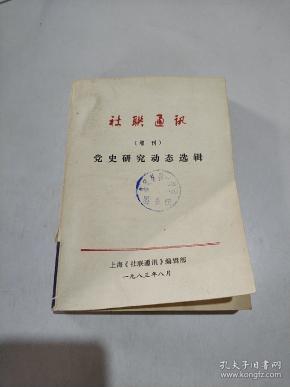 社联通讯
（增刊）
党史研究动态选辑
上海《社联通讯》编辑部
一九八三年八月
孔夫子旧书网